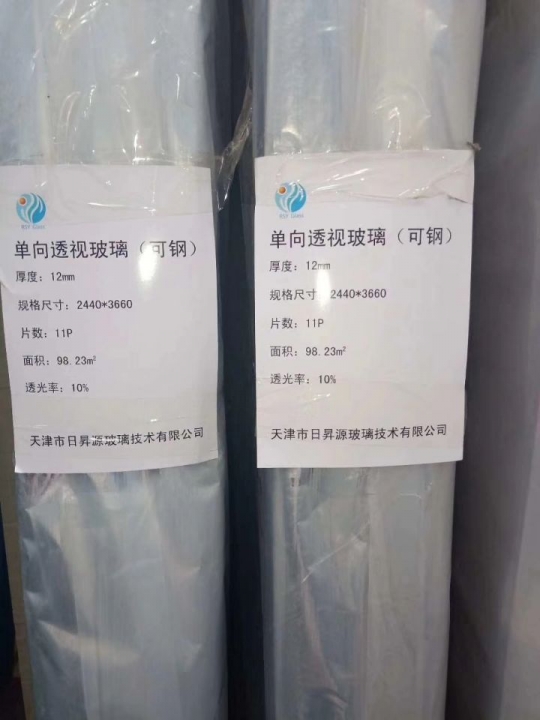 单向透视玻璃（可钢）
厚度：12mm
规格尺寸：2440*3660
片数：11P
面积：98.23m²
透光率：10%
天津市日昇源玻璃技术有限公司
单向透视玻璃（可钢）
厚度：12mm
规格尺寸：2440*3660
片数：11P
面积：98.23m²
透光率：10%
天津市日昇源玻璃技术有限公司